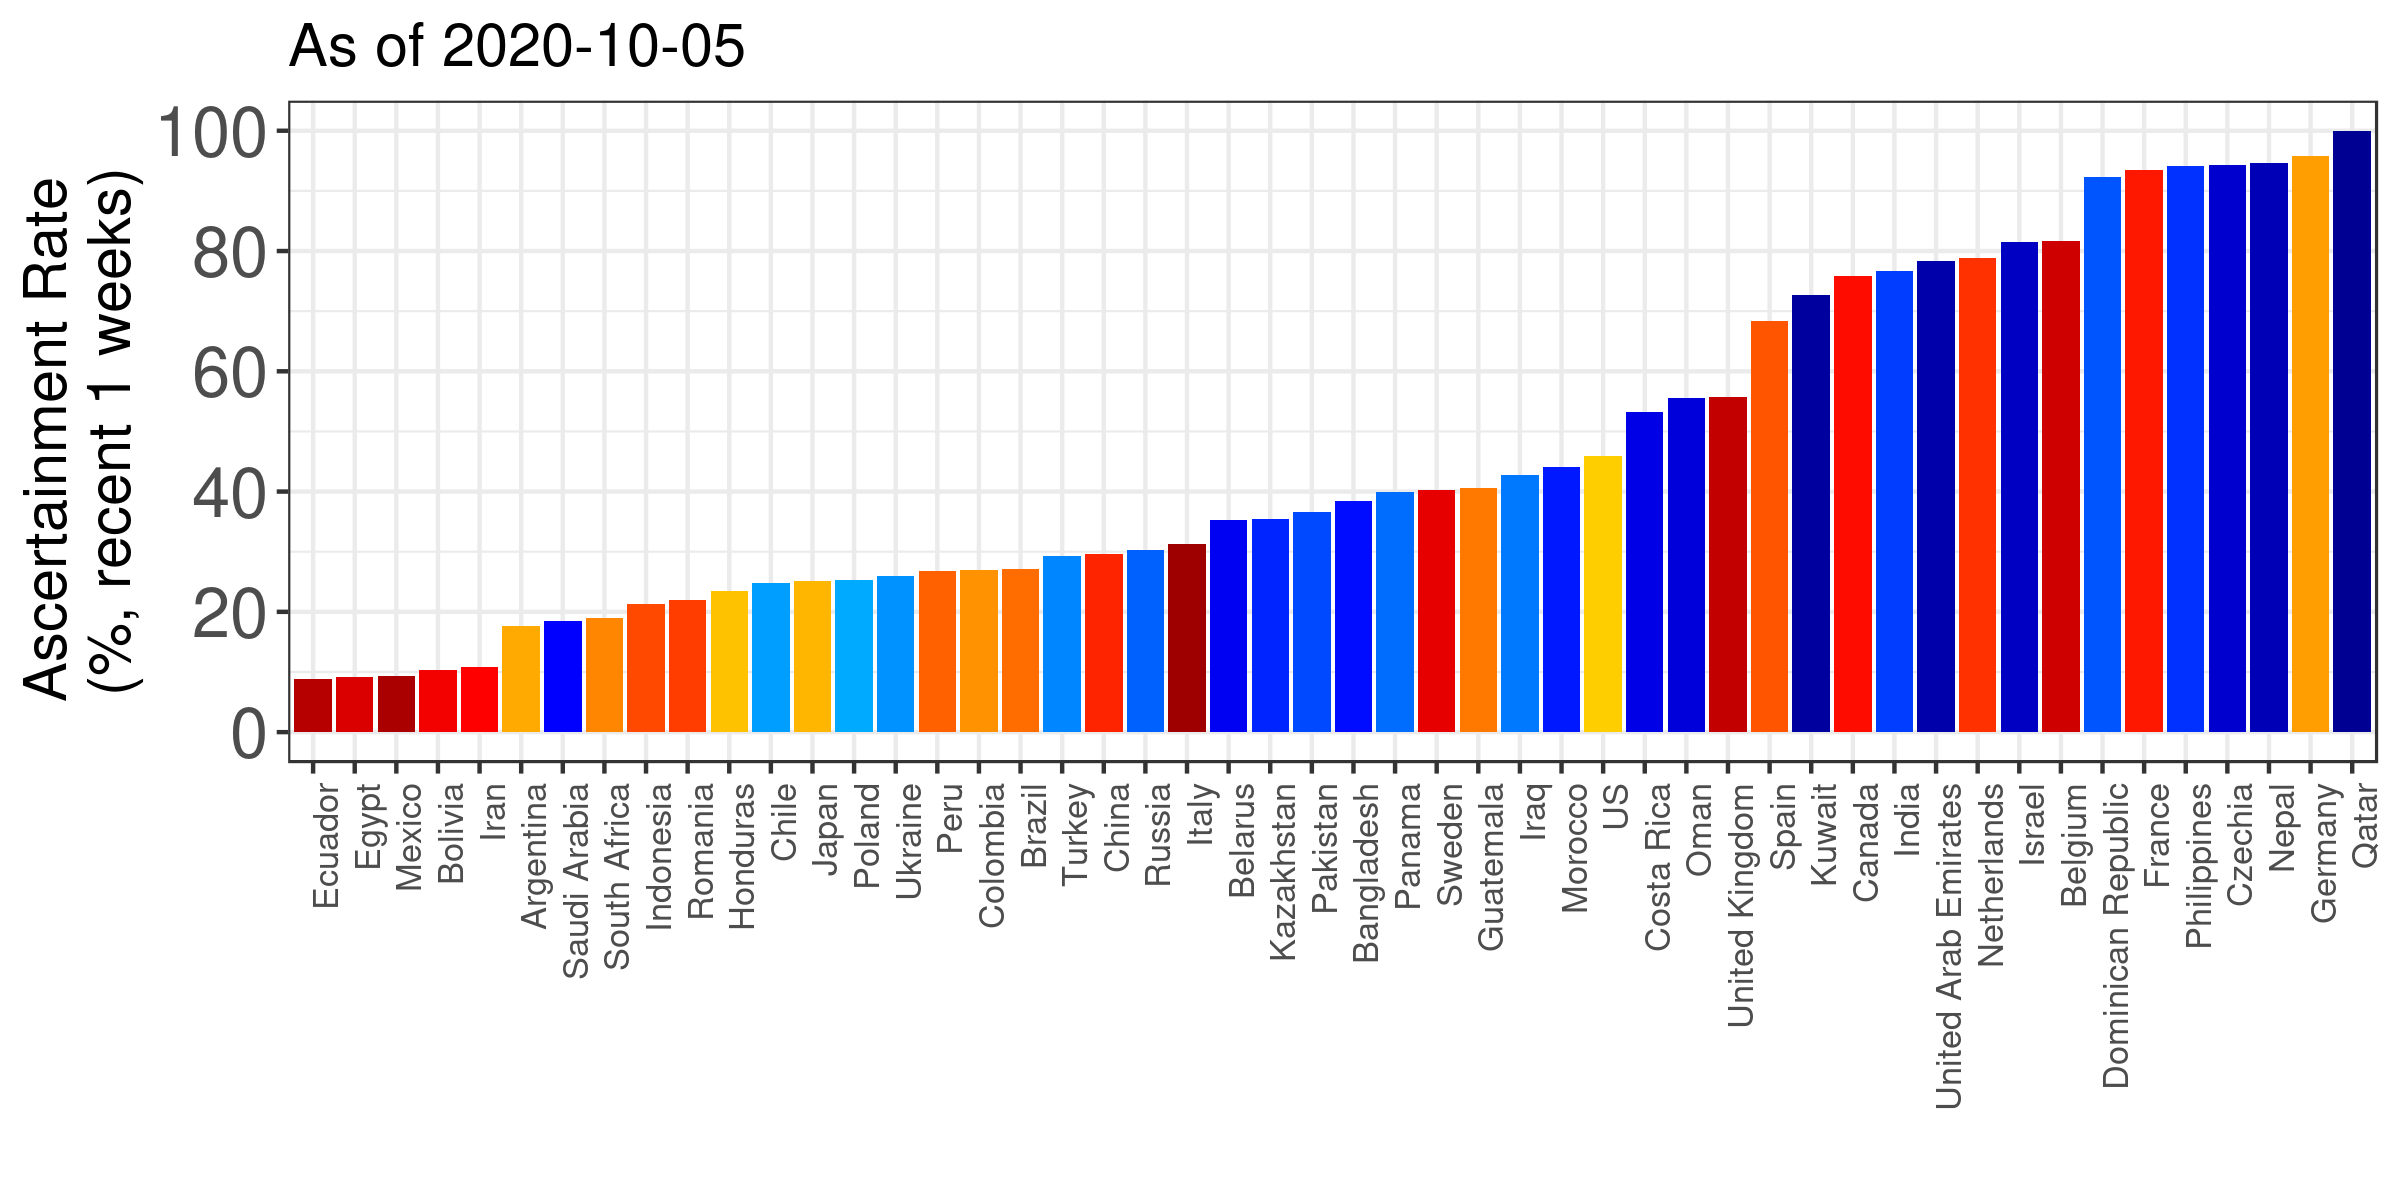 As of 2020-10-05
Ascertainment Rate
(%, recent 1 weeks)
100
80
60
40
20
0
Ecuador
Egypt
Mexico
Bolivia
Iran
Argentina
Saudi Arabia
South Africa
Indonesia
Romania
Honduras
Chile
Japan
Poland
Ukraine
Peru
Colombia
Brazil
Turkey
China
Russia
Italy
Belarus
Kazakhstan
Pakistan
Bangladesh
Panama
Sweden
Guatemala
Iraq
Morocco
US
Costa Rica
Oman
United Kingdom
Spain
Kuwait
Canada
India
United Arab Emirates
Netherlands
Israel
Belgium
Dominican Republic
France
Philippines
Czechia
Nepal
Germany
Qatar